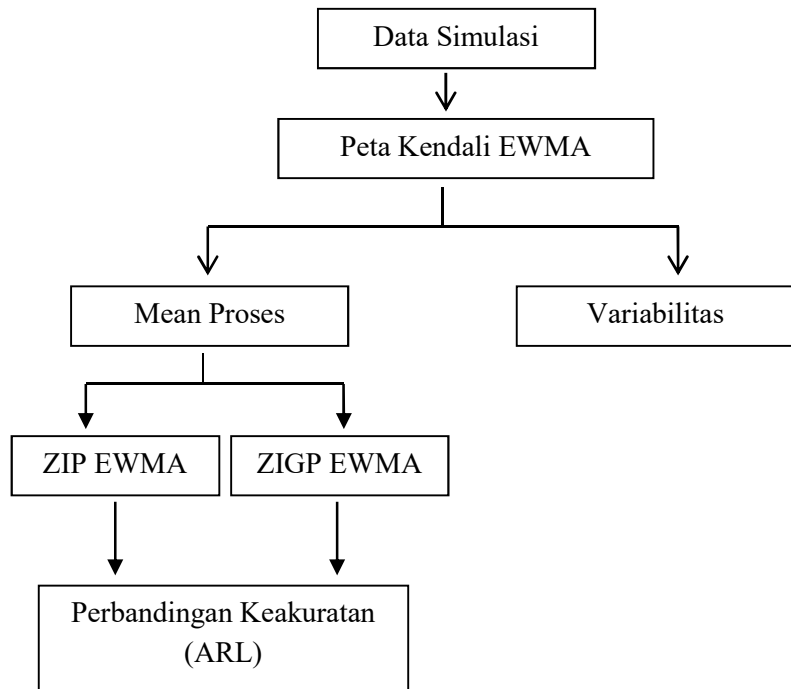 Data Simulasi
Peta Kendali EWMA
Mean Proses
Variabilitas
ZIP EWMA
ZIGP EWMA
Perbandingan Keakuratan
(ARL)